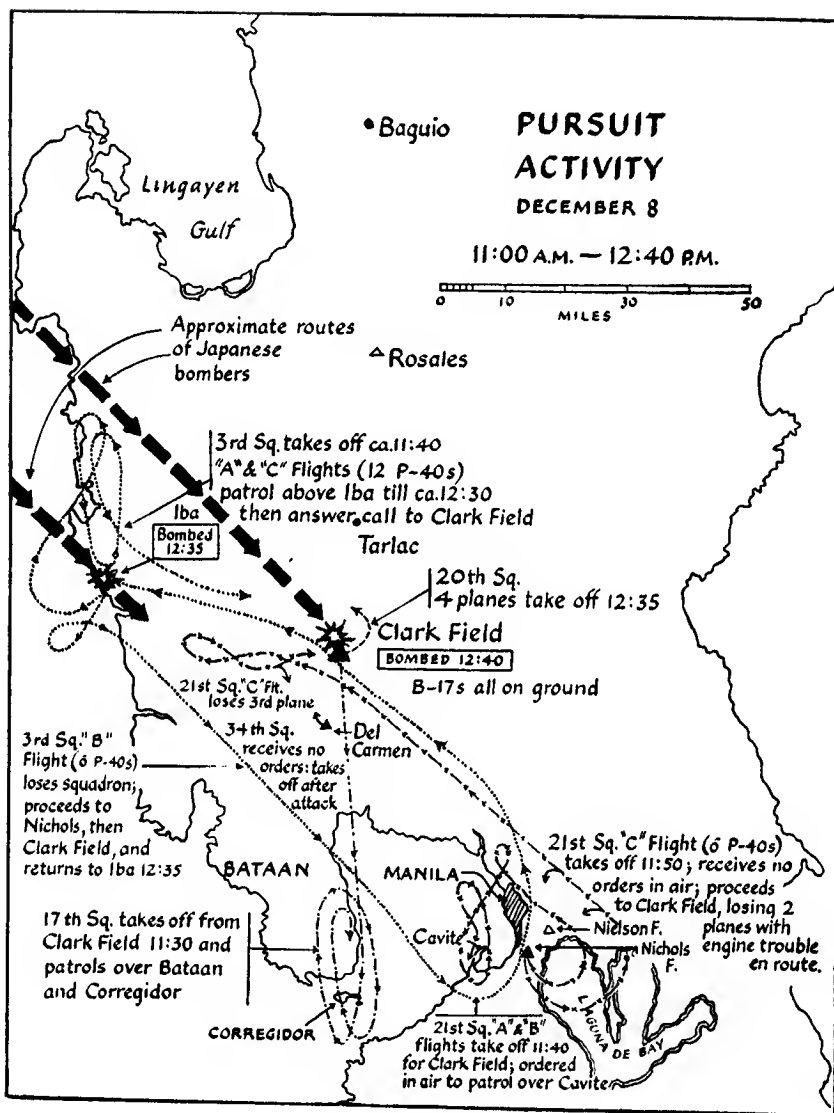 Baguio
PURSUIT
ACTIVITY
DECEMBER 8
11:00 A.M. — 12:40 P.M.
0 10 30 50
MILES
Lingayen
Gulf
Approximate routes
of Japanese
bombers
Rosales
3rd Sq. takes off ca. 11:40
"A" & "C" Flights (12 P-40s)
patrol above Iba till ca. 12:30
then answer call to Clark Field
Iba
Bombed
12:35
Tarlac
20th Sq.
4 planes take off 12:35
Clark Field
BOMBED 12:40
B-17s all on ground
21st Sq. "C" Flt.
loses 3rd plane
34th Sq.
receives no
orders: takes
off after
attack
Del
Carmen
3rd Sq. "B"
Flight (6 P-40s)
loses squadron;
proceeds to
Nichols, then
Clark Field, and
returns to Iba 12:35
BATAAN
MANILA
21st Sq. "C" Flight (6 P-40s)
takes off 11:50; receives no
orders in air; proceeds
to Clark Field, losing 2
planes with
engine trouble
en route.
Nielson F.
Nichols
F.
Cavite
17th Sq. takes off from
Clark Field 11:30 and
patrols over Bataan
and Corregidor
CORREGIDOR
21st Sq. "A" & "B"
flights take off 11:40
for Clark Field; ordered
in air to patrol over Cavite
LAGUNA DE BAY